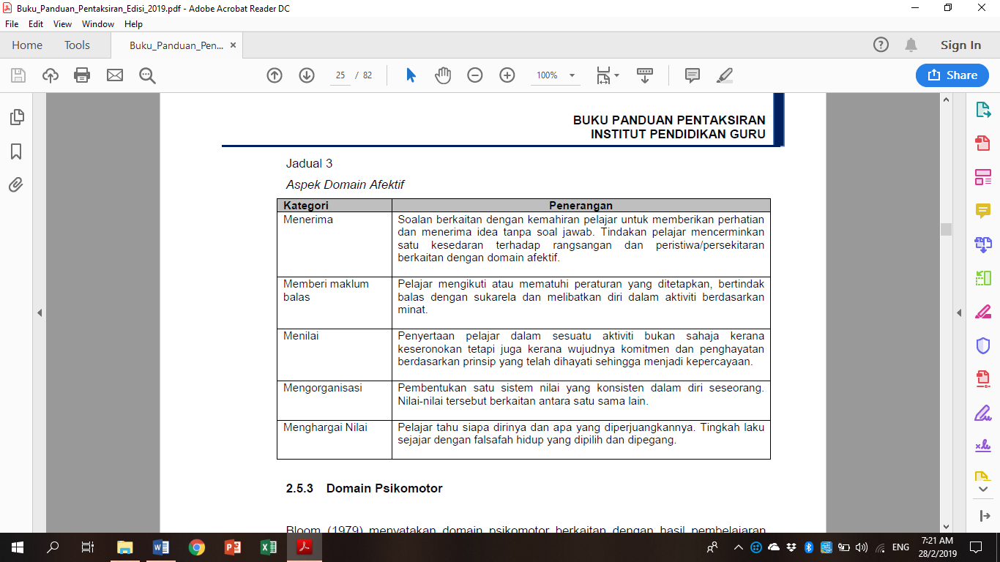 Buku_Panduan_Pentaksiran_Edisi_2019.pdf - Adobe Acrobat Reader DC
File Edit View Window Help
Home Tools Buku_Panduan_Pen... × Sign In
25 / 82 100% Share
BUKU PANDUAN PENTAKSIRAN
INSTITUT PENDIDIKAN GURU
Jadual 3
Aspek Domain Afektif
Kategori Penerangan
Menerima Soalan berkaitan dengan kemahiran pelajar untuk memberikan perhatian
dan menerima idea tanpa soal jawab. Tindakan pelajar mencerminkan
satu kesedaran terhadap rangsangan dan peristiwa/persekitaran
berkaitan dengan domain afektif.
Memberi maklum Pelajar mengikuti atau mematuhi peraturan yang ditetapkan, bertindak
balas balas dengan sukarela dan melibatkan diri dalam aktiviti berdasarkan
minat.
Menilai Penyertaan pelajar dalam sesuatu aktiviti bukan sahaja kerana
keseronokan tetapi juga kerana wujudnya komitmen dan penghayatan
berdasarkan prinsip yang telah dihayati sehingga menjadi kepercayaan.
Mengorganisasi Pembentukan satu sistem nilai yang konsisten dalam diri seseorang.
Nilai-nilai tersebut berkaitan antara satu sama lain.
Menghargai Nilai Pelajar tahu siapa dirinya dan apa yang diperjuangkannya. Tingkah laku
sejajar dengan falsafah hidup yang dipilih dan dipegang.
2.5.3 Domain Psikomotor
Bloom (1979) menyatakan domain psikomotor berkaitan dengan hasil pembelajaran
ENG
7:21 AM
28/2/2019